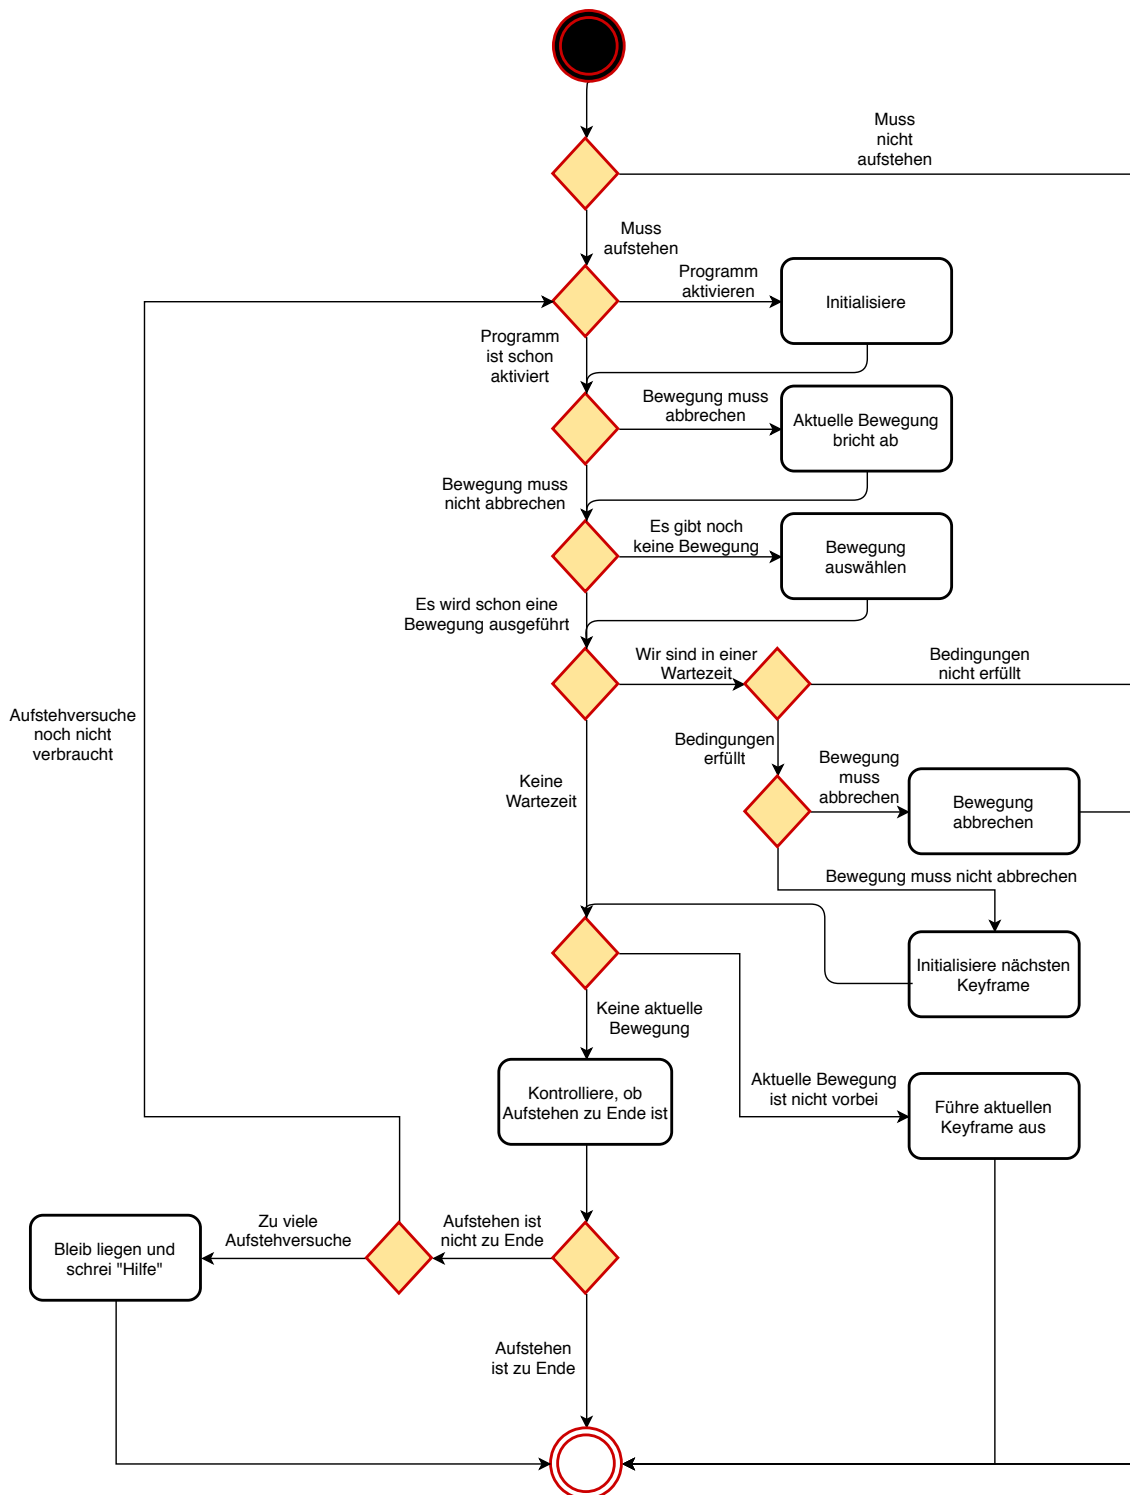 Muss
nicht
aufstehen
Muss
aufstehen
Programm
aktivieren
Initialisiere
Programm
ist schon
aktiviert
Bewegung muss
abbrechen
Aktuelle Bewegung
bricht ab
Bewegung muss
nicht abbrechen
Es gibt noch
keine Bewegung
Bewegung
auswählen
Es wird schon eine
Bewegung ausgeführt
Wir sind in einer
Wartezeit
Bedingungen
nicht erfüllt
Aufstehversuche
noch nicht
verbraucht
Bedingungen
erfüllt
Keine
Wartezeit
Bewegung
muss
abbrechen
Bewegung
abbrechen
Bewegung muss nicht abbrechen
Initialisiere nächsten
Keyframe
Keine aktuelle
Bewegung
Kontrolliere, ob
Aufstehen zu Ende ist
Aktuelle Bewegung
ist nicht vorbei
Führe aktuellen
Keyframe aus
Zu viele
Aufstehversuche
Aufstehen ist
nicht zu Ende
Bleib liegen und
schrei "Hilfe"
Aufstehen
ist zu Ende